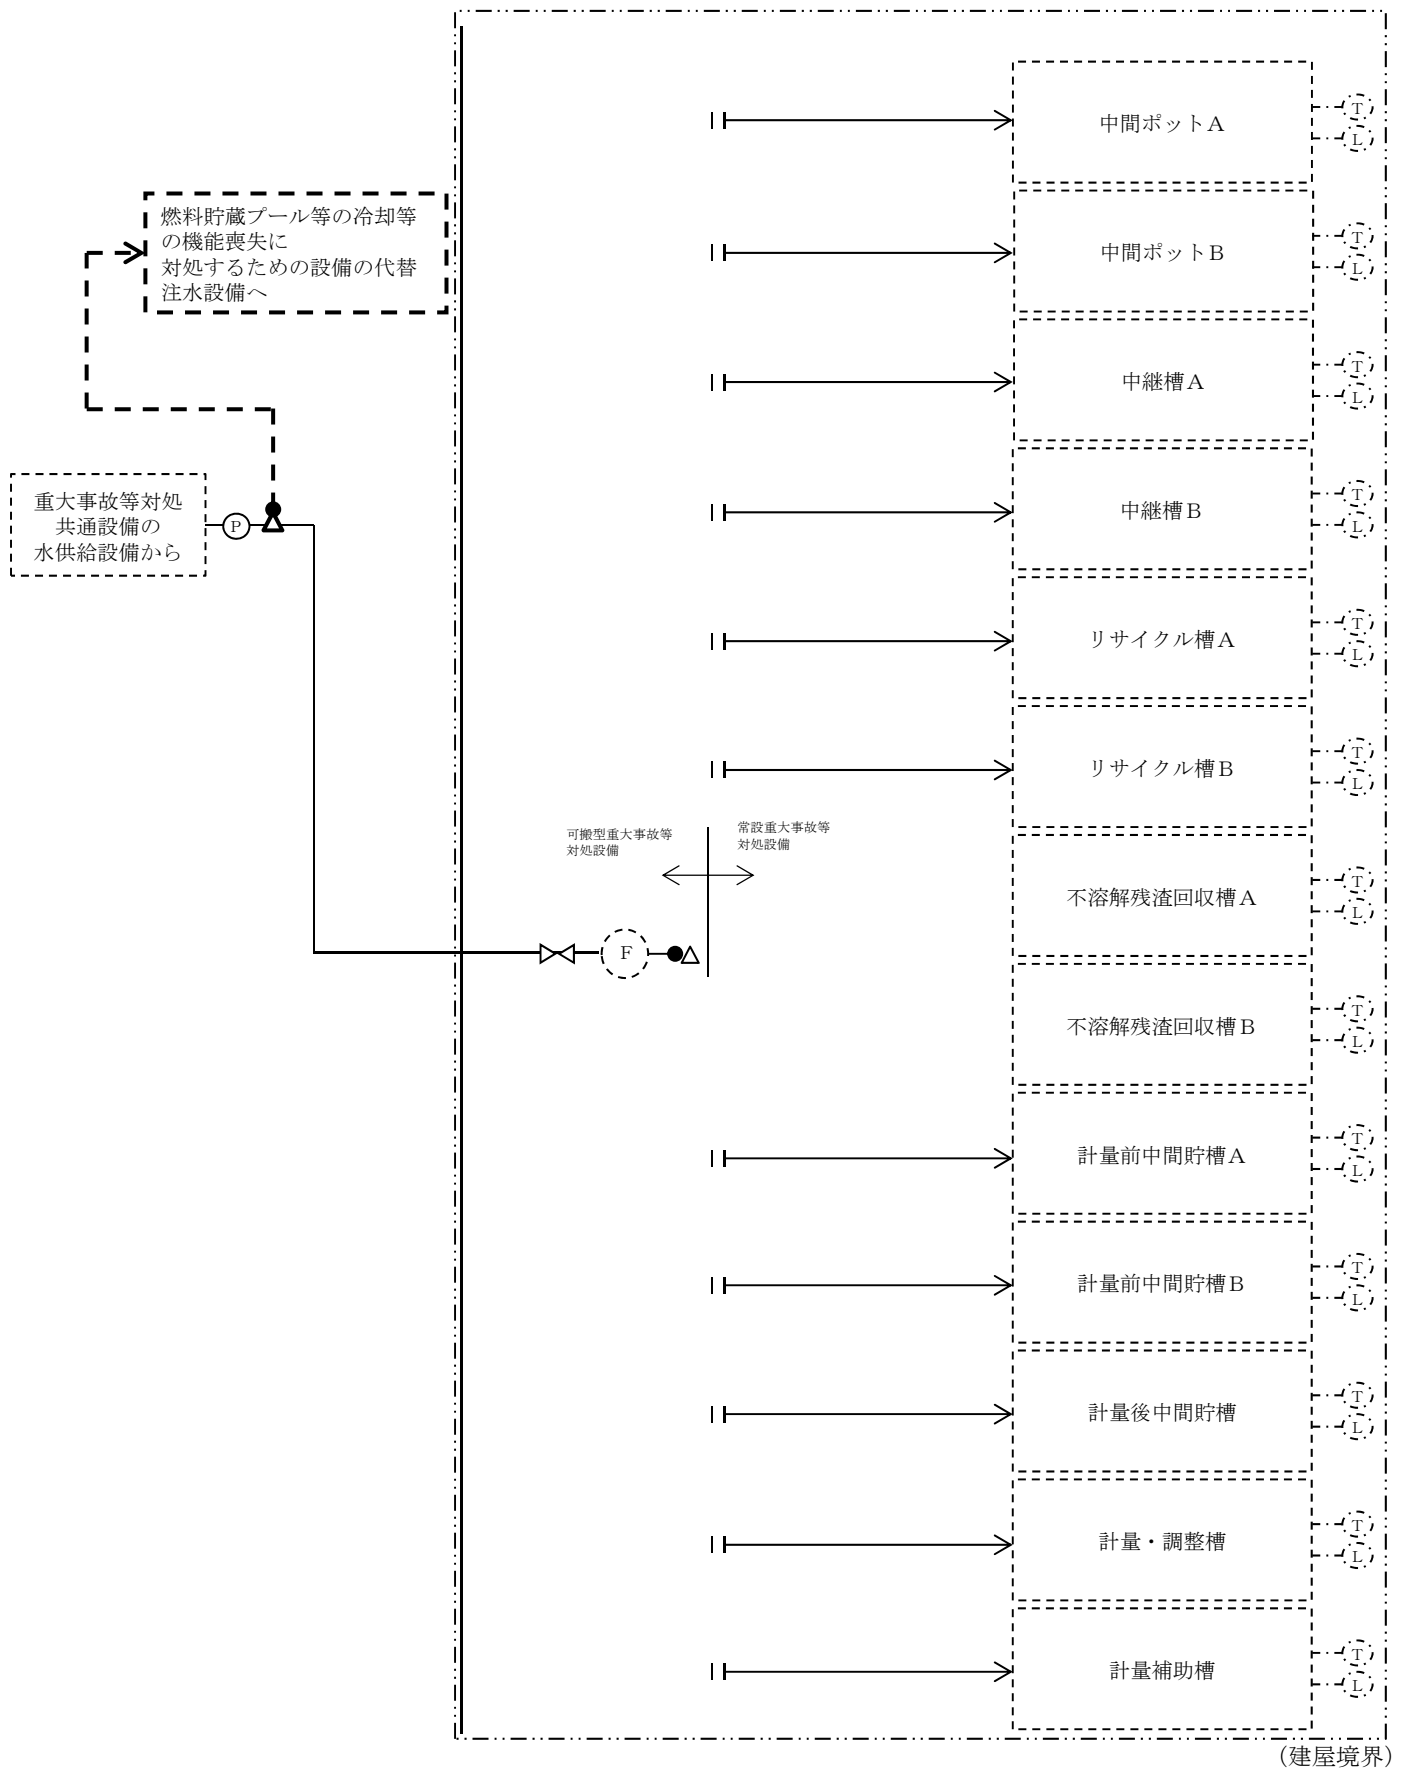 中間ポットA
T
L
燃料貯蔵プール等の冷却等
の機能喪失に
対処するための設備の代替
注水設備へ
中間ポットB
T
L
中継槽A
T
L
重大事故等対処
共通設備の
水供給設備から
P
中継槽B
T
L
リサイクル槽A
T
L
リサイクル槽B
T
L
可搬型重大事故等
対処設備
常設重大事故等
対処設備
F
不溶解残渣回収槽A
T
L
不溶解残渣回収槽B
T
L
計量前中間貯槽A
T
L
計量前中間貯槽B
T
L
計量後中間貯槽
T
L
計量・調整槽
T
L
計量補助槽
T
L
（建屋境界）